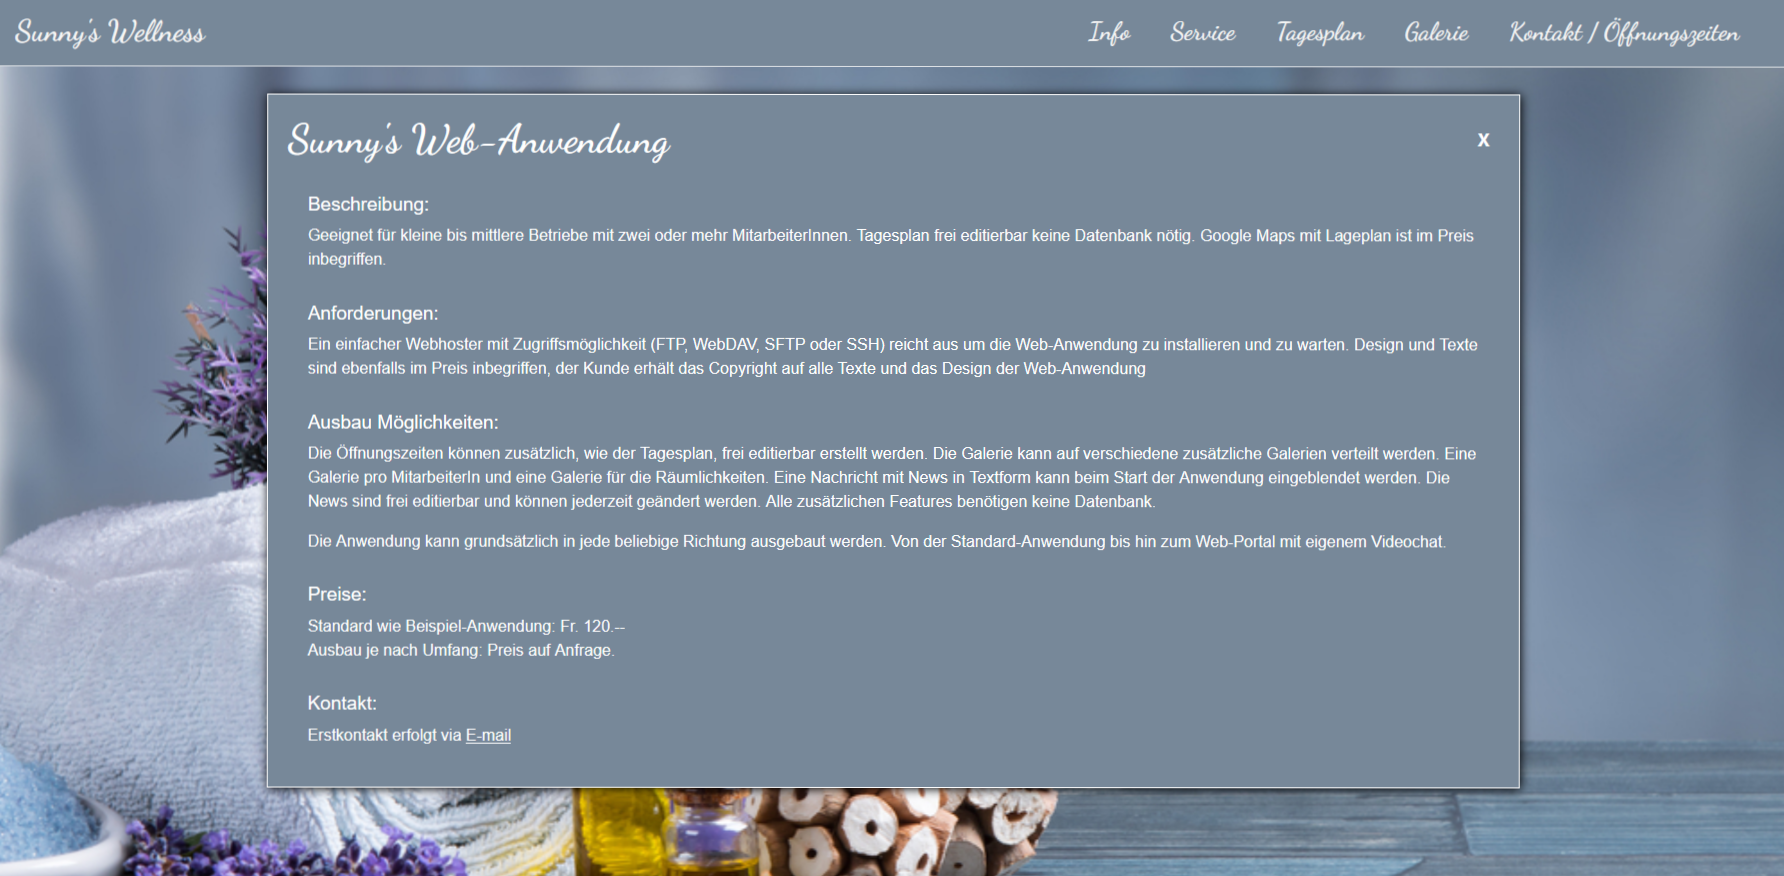 Sunny's Wellness
Info Service Tagesplan Galerie Kontakt / Öffnungszeiten
Sunny's Web-Anwendung
X
Beschreibung:
Geeignet für kleine bis mittlere Betriebe mit zwei oder mehr MitarbeiterInnen. Tagesplan frei editierbar keine Datenbank nötig. Google Maps mit Lageplan ist im Preis
inbegriffen.
Anforderungen:
Ein einfacher Webhoster mit Zugriffsmöglichkeit (FTP, WebDAV, SFTP oder SSH) reicht aus um die Web-Anwendung zu installieren und zu warten. Design und Texte
sind ebenfalls im Preis inbegriffen, der Kunde erhält das Copyright auf alle Texte und das Design der Web-Anwendung
Ausbau Möglichkeiten:
Die Öffnungszeiten können zusätzlich, wie der Tagesplan, frei editierbar erstellt werden. Die Galerie kann auf verschiedene zusätzliche Galerien verteilt werden. Eine
Galerie pro MitarbeiterIn und eine Galerie für die Räumlichkeiten. Eine Nachricht mit News in Textform kann beim Start der Anwendung eingeblendet werden. Die
News sind frei editierbar und können jederzeit geändert werden. Alle zusätzlichen Features benötigen keine Datenbank.
Die Anwendung kann grundsätzlich in jede beliebige Richtung ausgebaut werden. Von der Standard-Anwendung bis hin zum Web-Portal mit eigenem Videochat.
Preise:
Standard wie Beispiel-Anwendung: Fr. 120.--
Ausbau je nach Umfang: Preis auf Anfrage.
Kontakt:
Erstkontakt erfolgt via E-mail